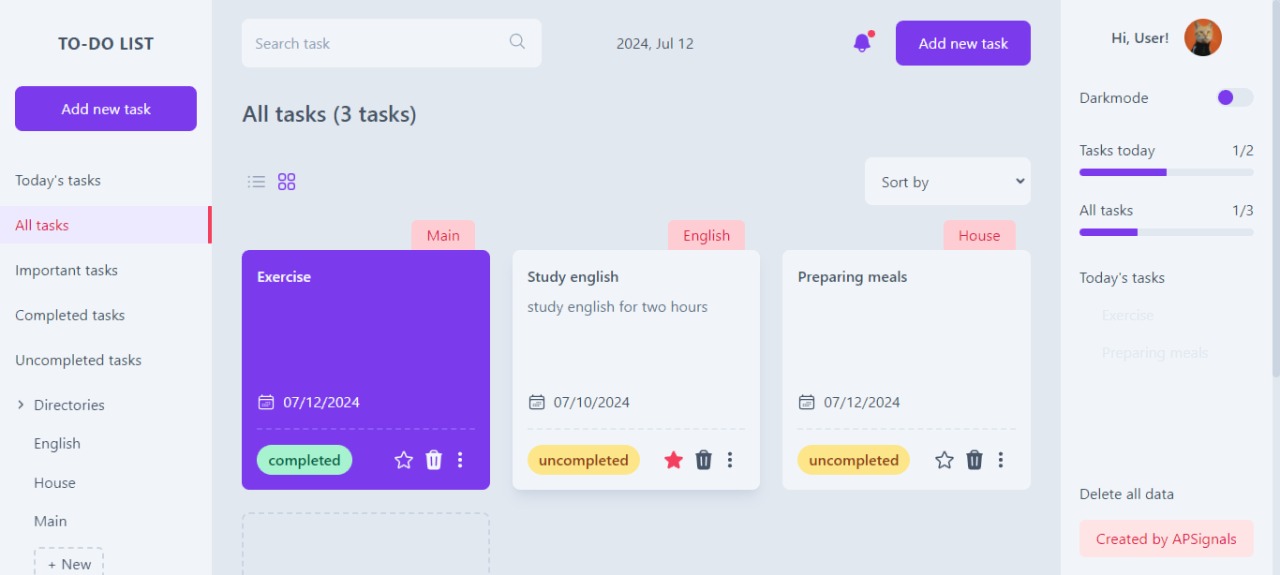 TO-DO LIST
Add new task
Today's tasks
All tasks
Important tasks
Completed tasks
Uncompleted tasks
Directories
English
House
Main
+ New
Search task
2024, Jul 12
Add new task
All tasks (3 tasks)
Sort by
Main
Exercise
07/12/2024
completed
English
Study english
study english for two hours
07/10/2024
uncompleted
House
Preparing meals
07/12/2024
uncompleted
Hi, User!
Darkmode
Tasks today 1/2
All tasks 1/3
Today's tasks
Exercise
Preparing meals
Delete all data
Created by APSignals